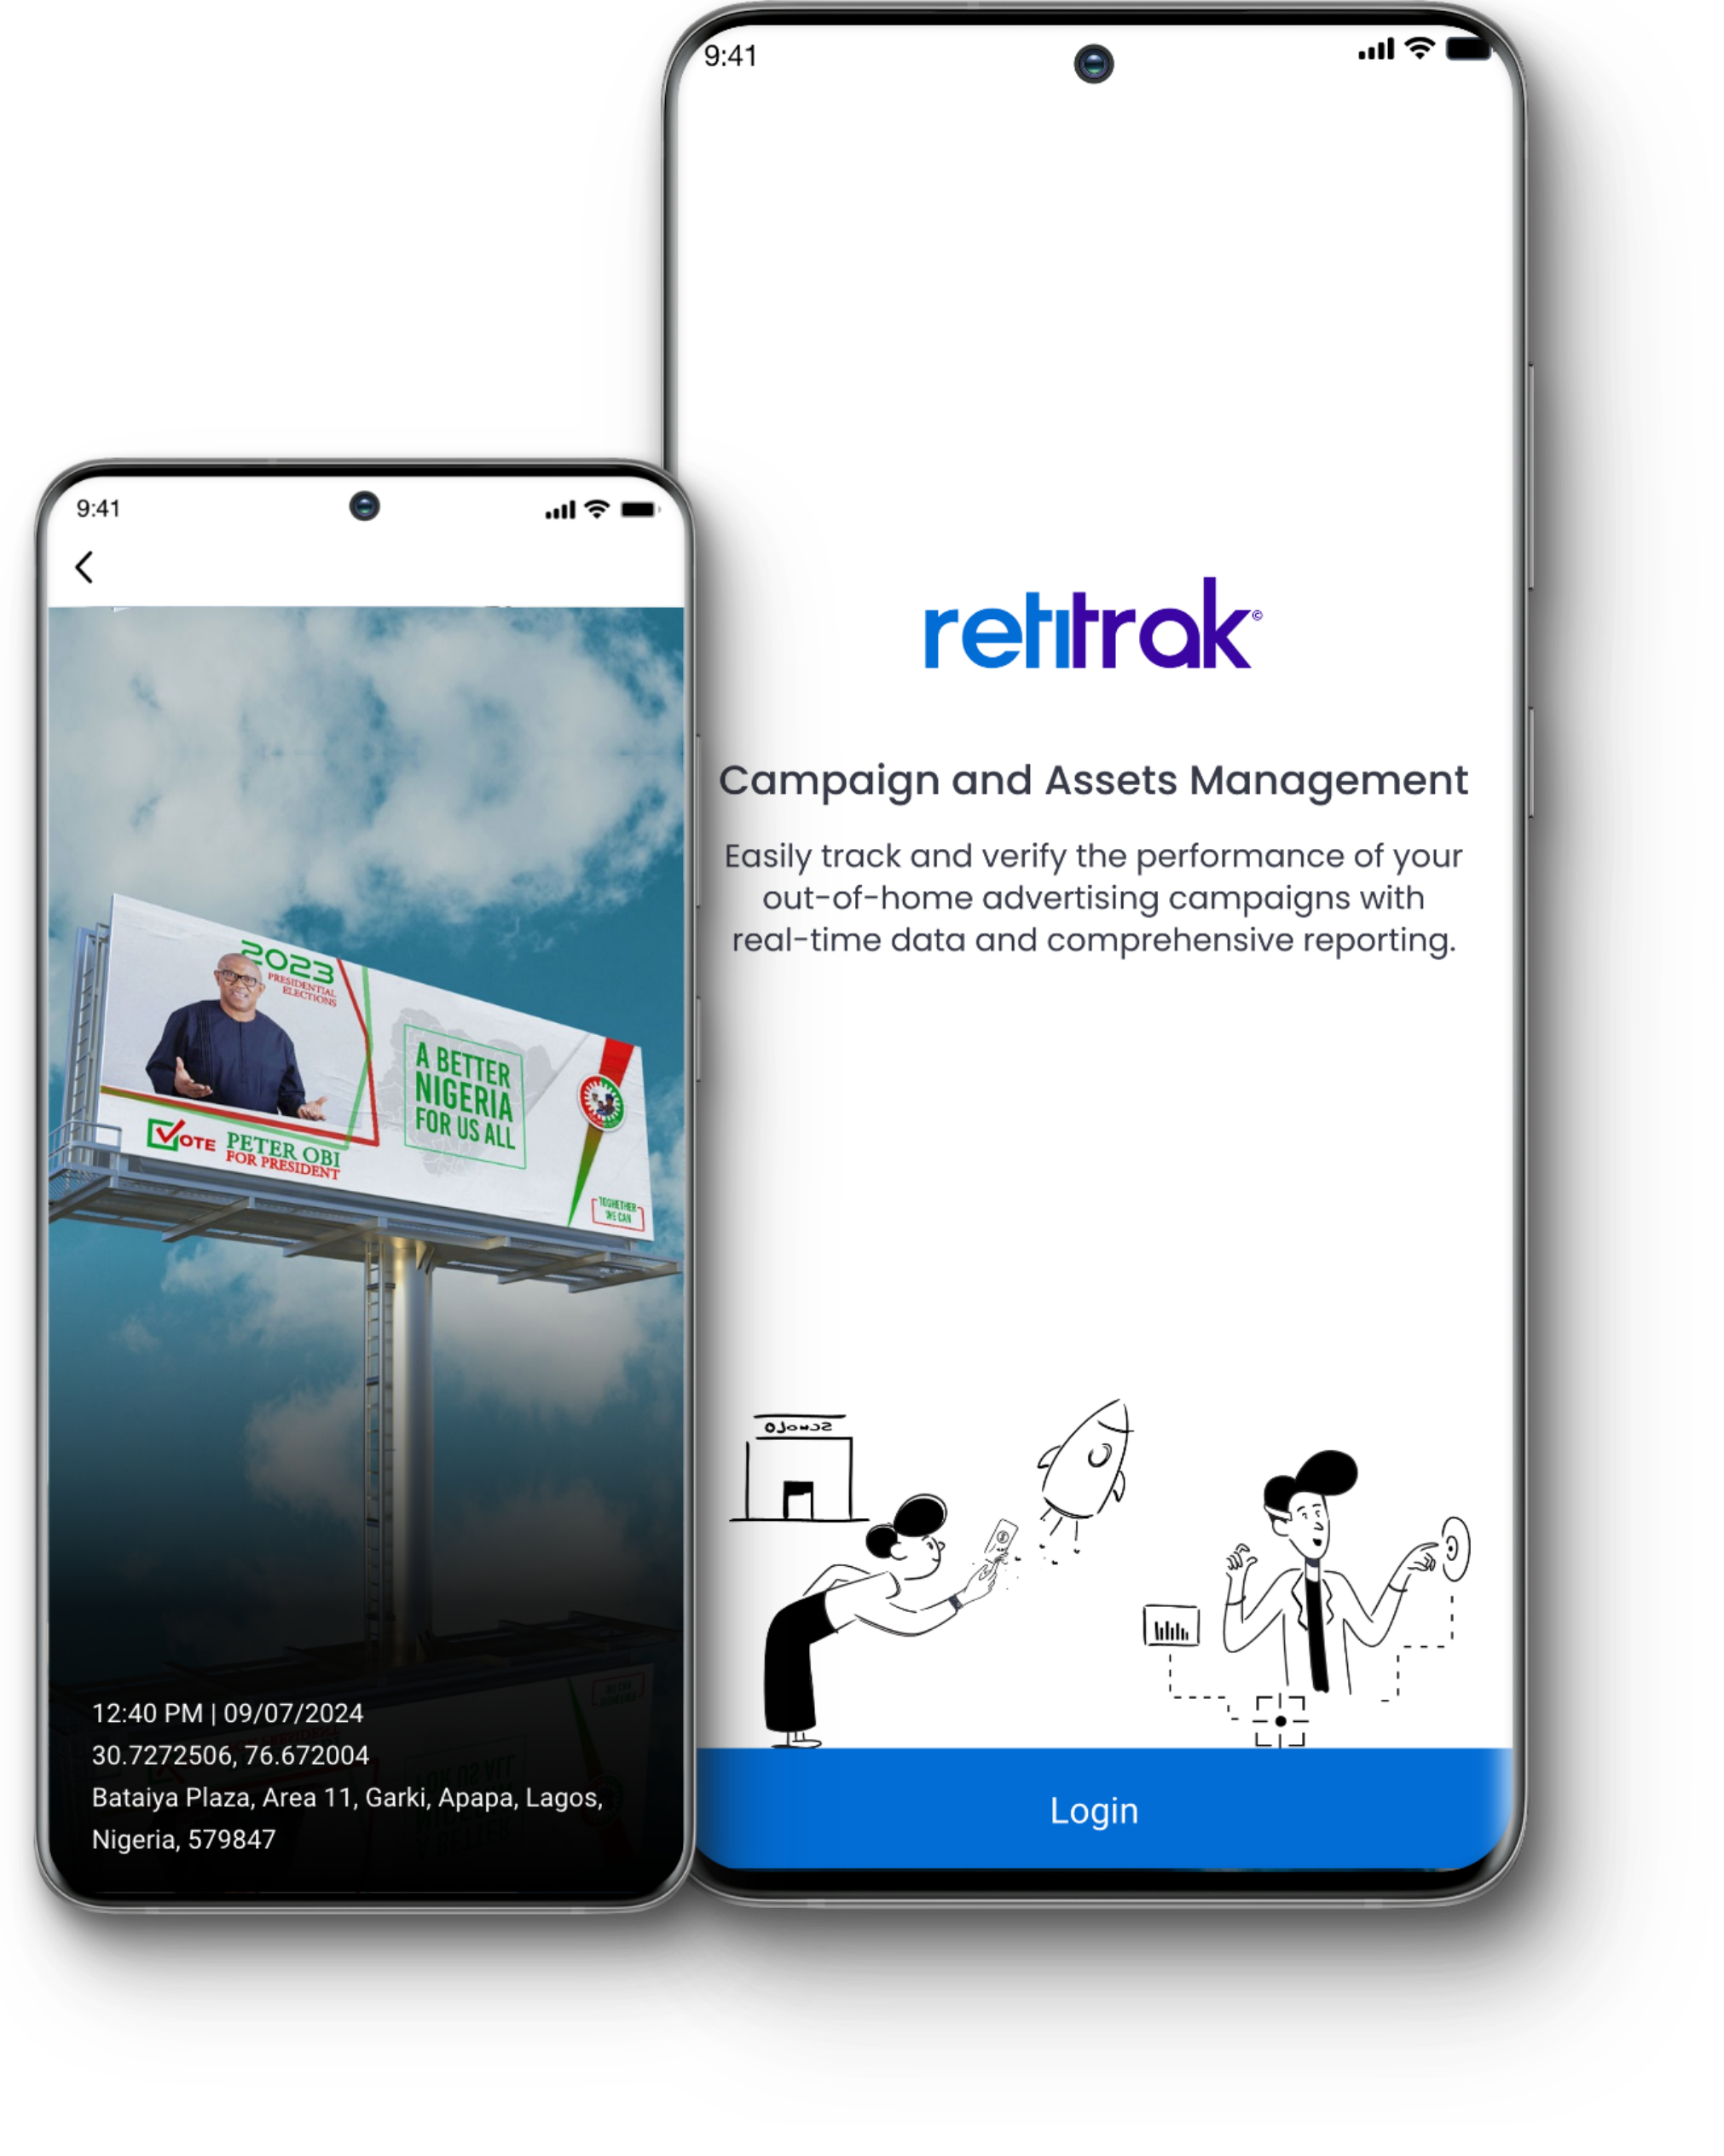 9:41
2023
PRESIDENTIAL
ELECTIONS
A BETTER
NIGERIA
FOR US ALL
VOTE PETER OBI
FOR PRESIDENT
TOGHETHER
WE CAN
12:40 PM | 09/07/2024
30.7272506, 76.672004
Bataiya Plaza, Area 11, Garki, Apapa, Lagos,
Nigeria, 579847
9:41
retitrak©
Campaign and Assets Management
Easily track and verify the performance of your
out-of-home advertising campaigns with
real-time data and comprehensive reporting.
Login